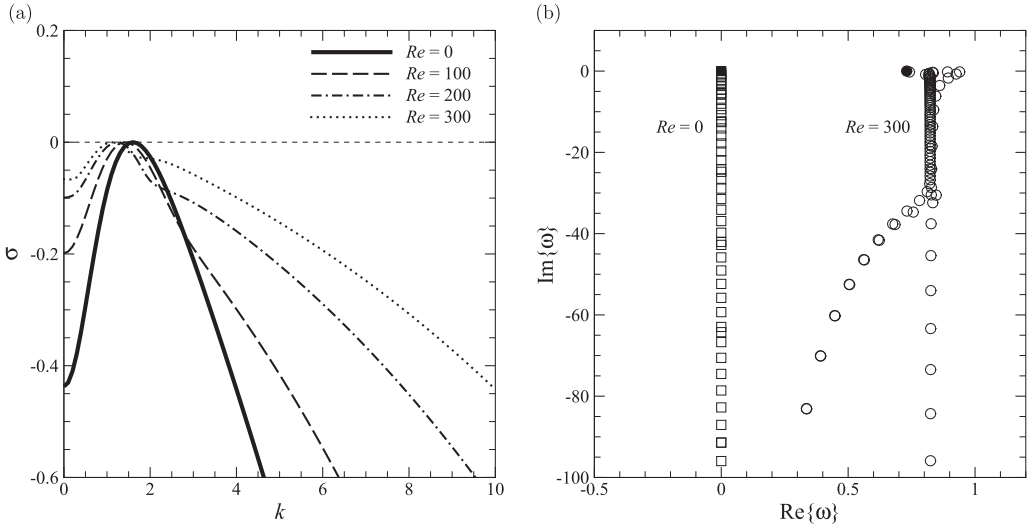 (a)
0.2
0
-0.2
-0.4
-0.6
σ
0
2
4
6
8
10
k
Re = 0
Re = 100
Re = 200
Re = 300
(b)
0
-20
-40
-60
-80
-100
Im{ω}
-0.5
0
0.5
1
Re{ω}
Re = 0
Re = 300